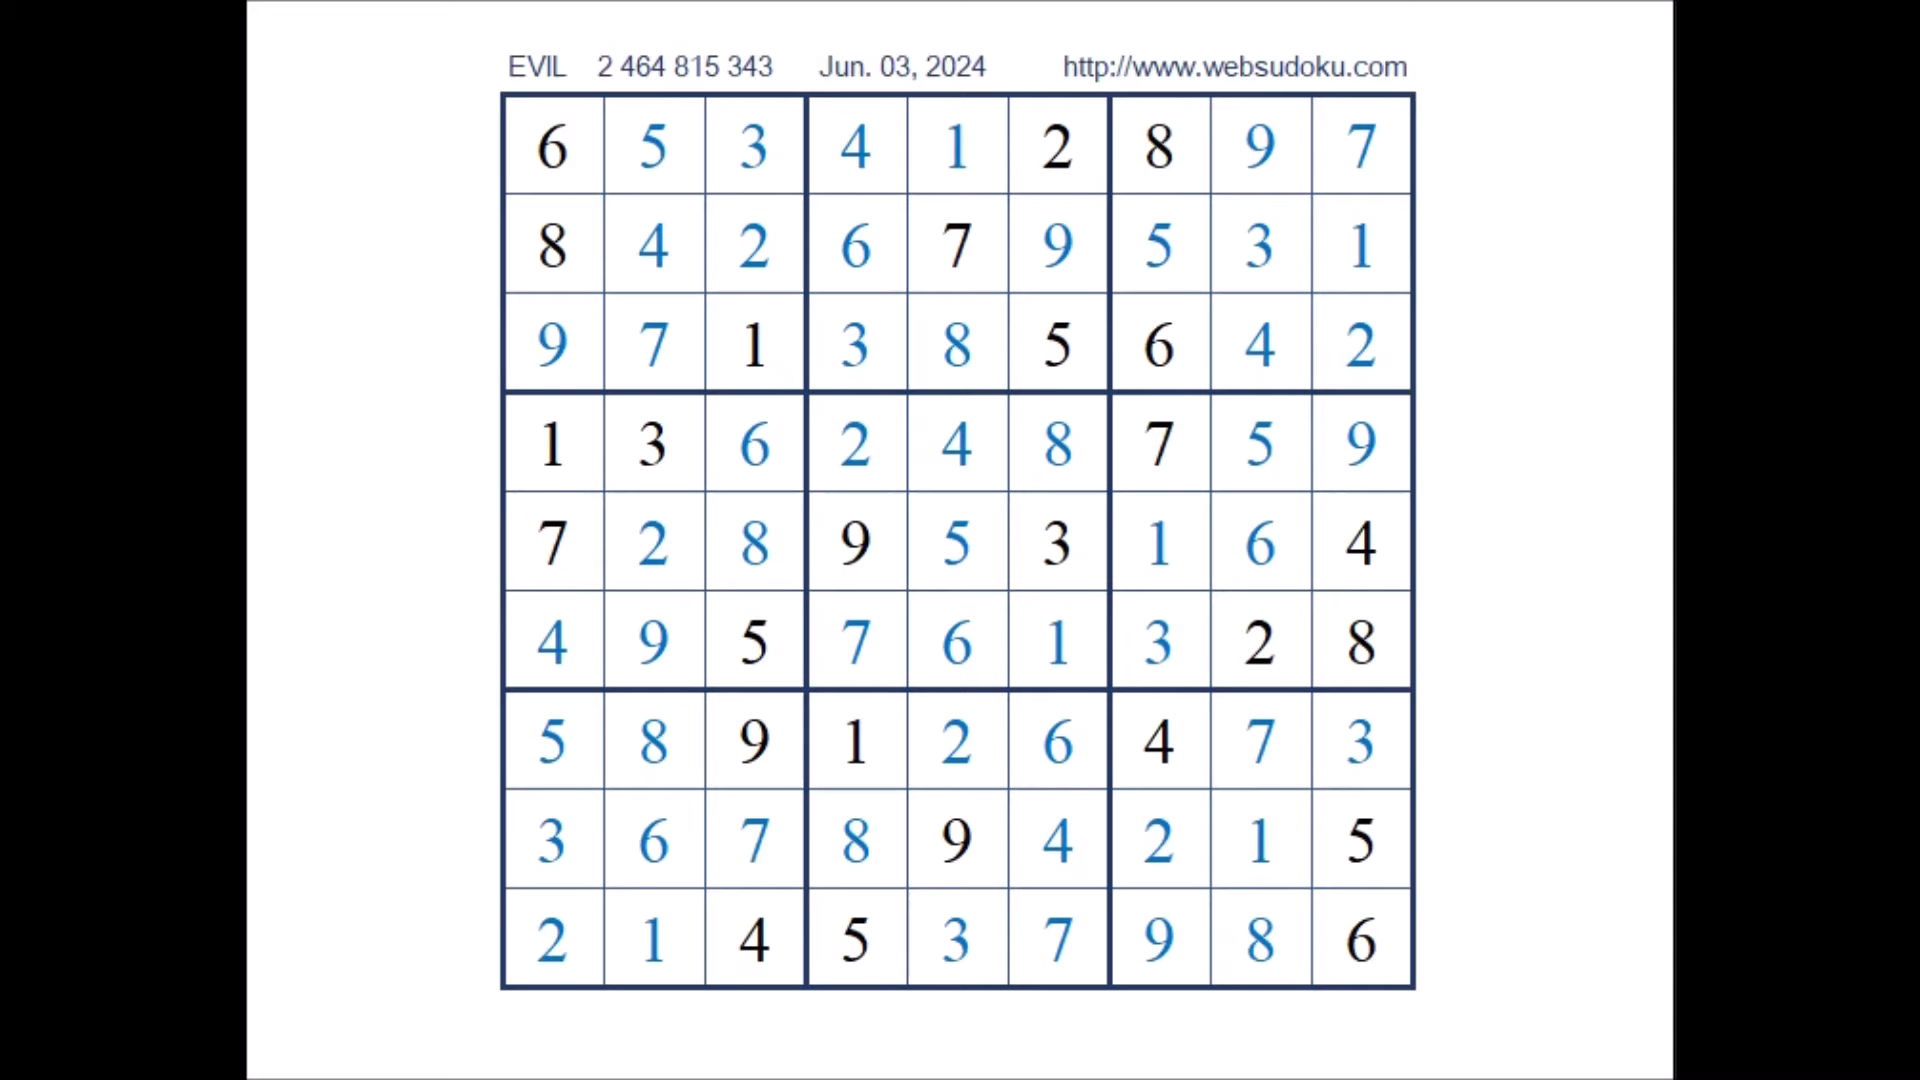 EVIL 2 464 815 343 Jun. 03, 2024 http://www.websudoku.com
6 5 3 4 1 2 8 9 7
8 4 2 6 7 9 5 3 1
9 7 1 3 8 5 6 4 2
1 3 6 2 4 8 7 5 9
7 2 8 9 5 3 1 6 4
4 9 5 7 6 1 3 2 8
5 8 9 1 2 6 4 7 3
3 6 7 8 9 4 2 1 5
2 1 4 5 3 7 9 8 6